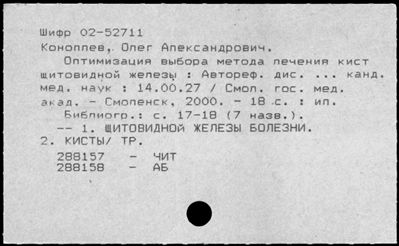 Шифр 02-52711
Коноплев, Олег Александрович.
Оптимизация выбора метода лечения кист
щитовидной железы : Автореф. дис. ... канд.
мед. наук : 14.00.27 / Смол. гос. мед.
акад. - Смоленск, 2000. - 18 с. : ил.
Библиогр.: с. 17-18 (7 назв.).
-- 1. ЩИТОВИДНОЙ ЖЕЛЕЗЫ БОЛЕЗНИ.
2. КИСТЫ/ ТР.
288157 - ЧИТ
288158 - АБ